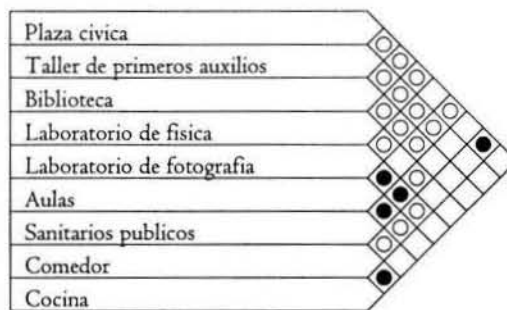 Plaza civica
Taller de primeros auxilios
Biblioteca
Laboratorio de fisica
Laboratorio de fotografia
Aulas
Sanitarios publicos
Comedor
Cocina